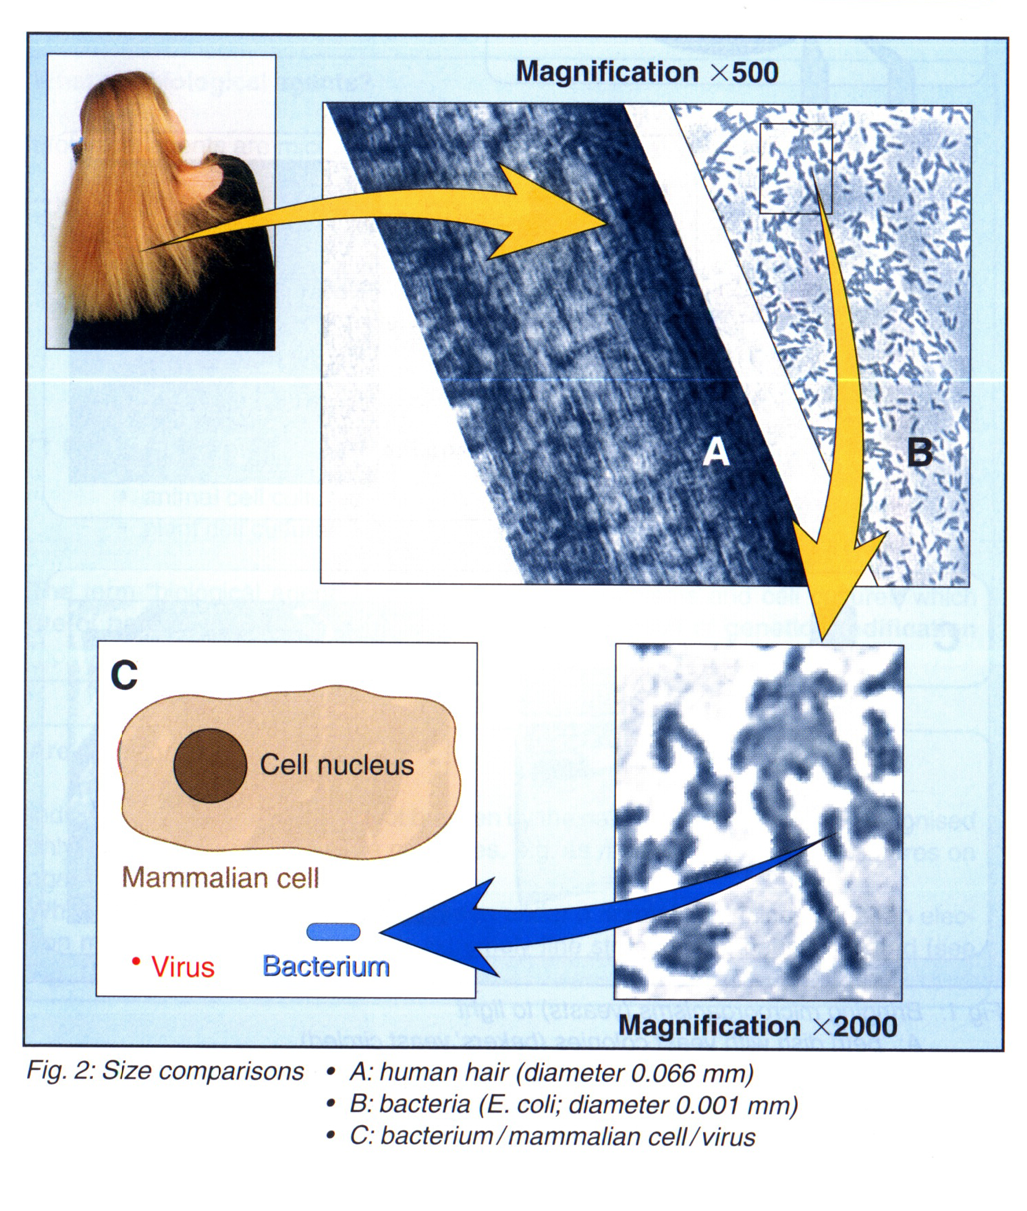 Magnification ×500
A
B
C
Cell nucleus
Mammalian cell
Virus
Bacterium
Magnification ×2000
Fig. 2: Size comparisons • A: human hair (diameter 0.066 mm)
• B: bacteria (E. coli; diameter 0.001 mm)
• C: bacterium/mammalian cell/virus